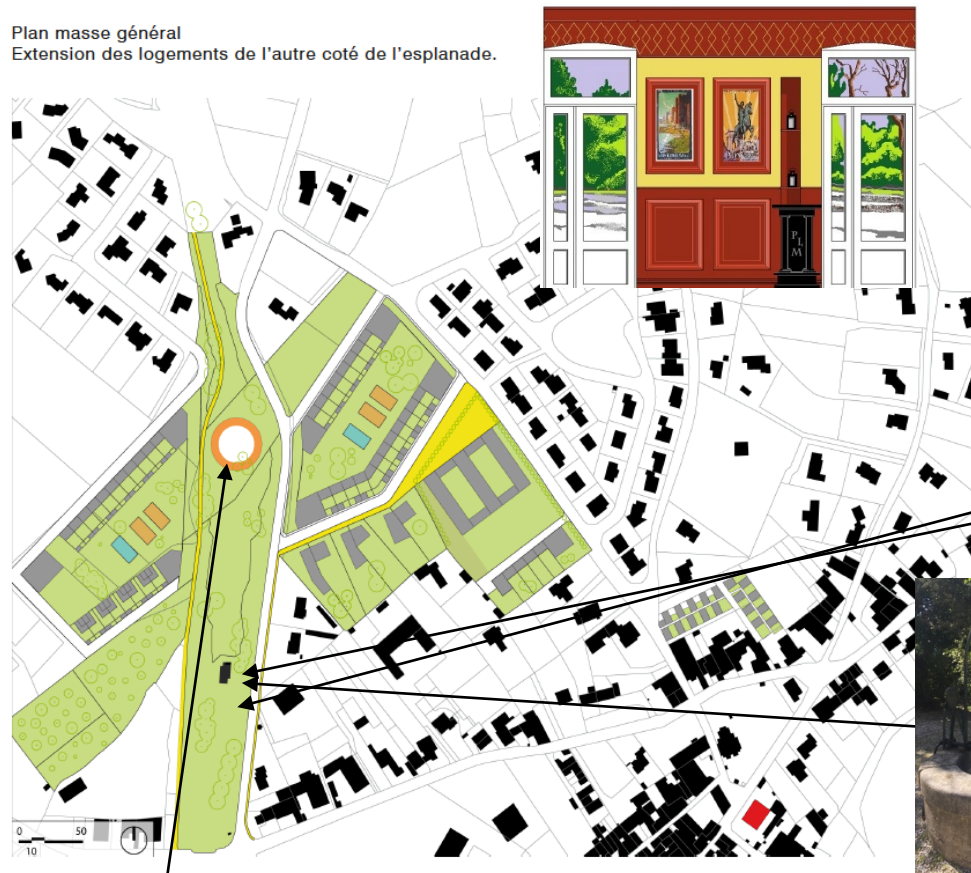 Plan masse général
Extension des logements de l'autre coté de l'esplanade.
P
L
M
0 50
10